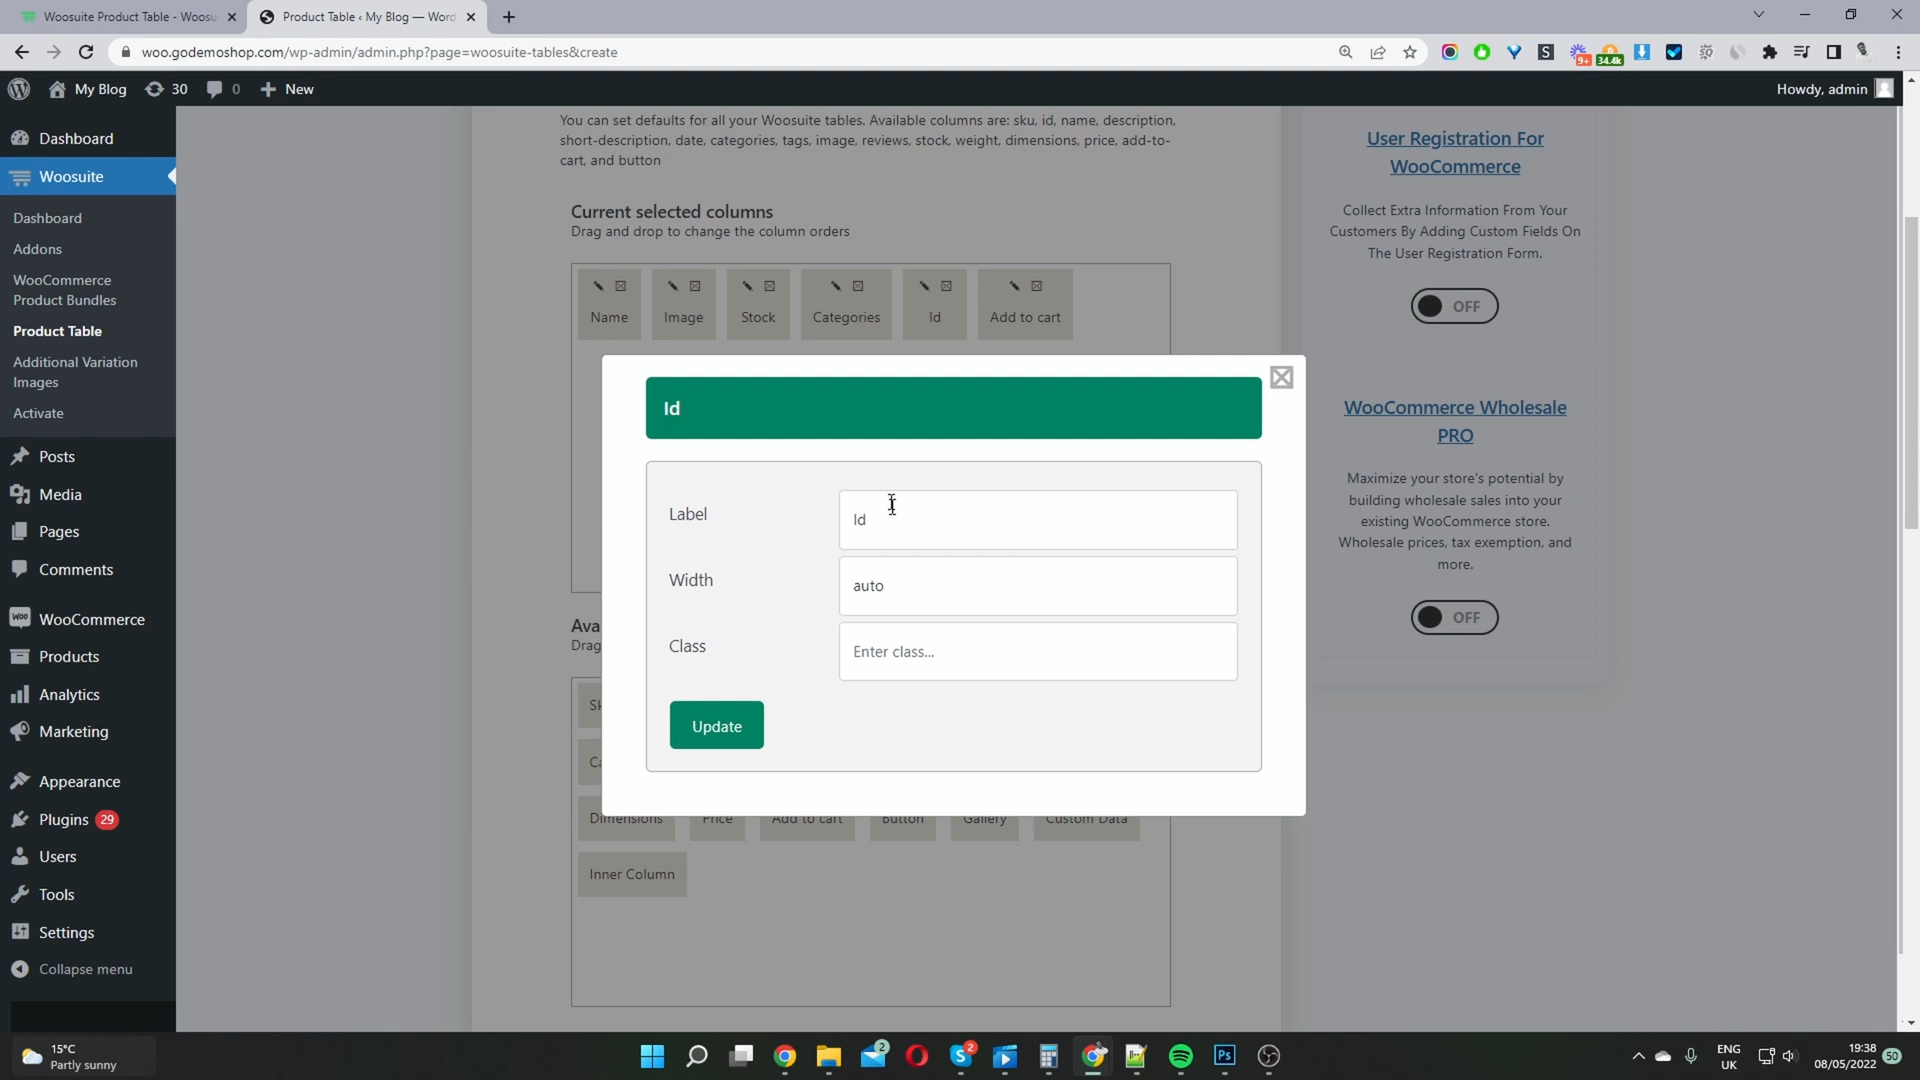 Woosuite Product Table - Woosu
Product Table ‹ My Blog — Word
woo.godemoshop.com/wp-admin/admin.php?page=woosuite-tables&create
9+
34.4k
My Blog
30
0
New
Howdy, admin
Dashboard
Woosuite
Dashboard
Addons
WooCommerce
Product Bundles
Product Table
Additional Variation
Images
Activate
Posts
Media
Pages
Comments
WooCommerce
Products
Analytics
Marketing
Appearance
Plugins 29
Users
Tools
Settings
Collapse menu
You can set defaults for all your Woosuite tables. Available columns are: sku, id, name, description,
short-description, date, categories, tags, image, reviews, stock, weight, dimensions, price, add-to-
cart, and button
Current selected columns
Drag and drop to change the column orders
Name Image Stock Categories Id Add to cart
Id
Label Id
Width auto
Class Enter class...
Update
Ava
Drag
Sk
Ca
Dimensions Price Add to cart Button Gallery Custom Data
Inner Column
User Registration For
WooCommerce
Collect Extra Information From Your
Customers By Adding Custom Fields On
The User Registration Form.
OFF
WooCommerce Wholesale
PRO
Maximize your store's potential by
building wholesale sales into your
existing WooCommerce store.
Wholesale prices, tax exemption, and
more.
OFF
15°C
Partly sunny
2
2
Ps
ENG
UK
19:38
08/05/2022
50